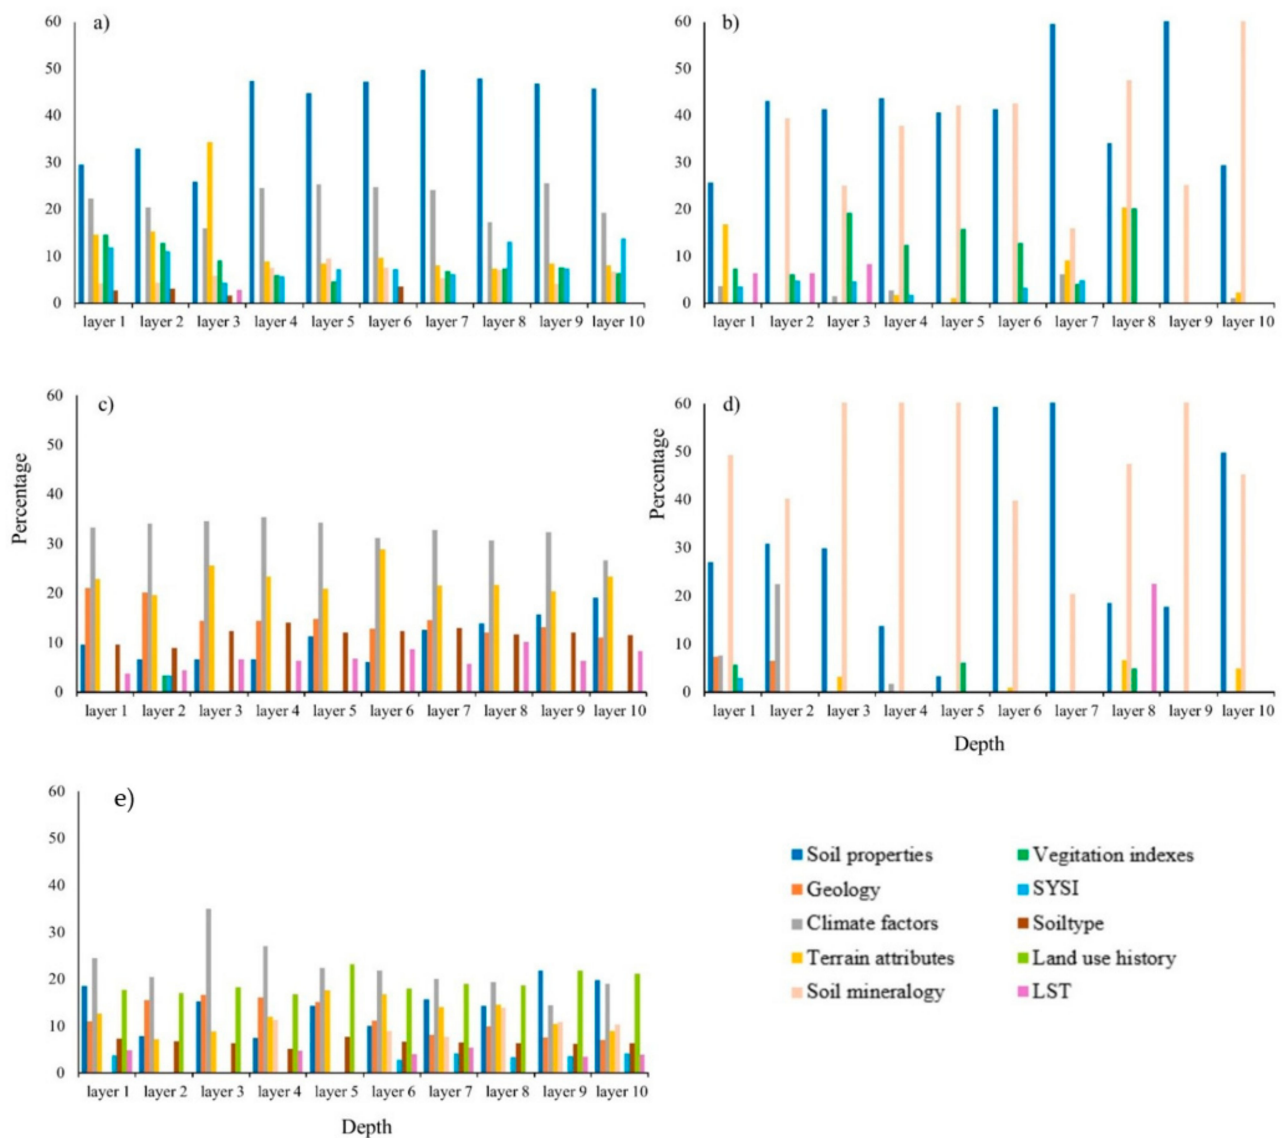 a)
60
50
40
30
20
10
0
layer 1 layer 2 layer 3 layer 4 layer 5 layer 6 layer 7 layer 8 layer 9 layer 10
b)
60
50
40
30
20
10
0
layer 1 layer 2 layer 3 layer 4 layer 5 layer 6 layer 7 layer 8 layer 9 layer 10
c)
Percentage
60
50
40
30
20
10
0
layer 1 layer 2 layer 3 layer 4 layer 5 layer 6 layer 7 layer 8 layer 9 layer 10
d)
Percentage
60
50
40
30
20
10
0
layer 1 layer 2 layer 3 layer 4 layer 5 layer 6 layer 7 layer 8 layer 9 layer 10
Depth
e)
60
50
40
30
20
10
0
layer 1 layer 2 layer 3 layer 4 layer 5 layer 6 layer 7 layer 8 layer 9 layer 10
Depth
Soil properties
Geology
Climate factors
Terrain attributes
Soil mineralogy
Vegitation indexes
SYSI
Soiltype
Land use history
LST